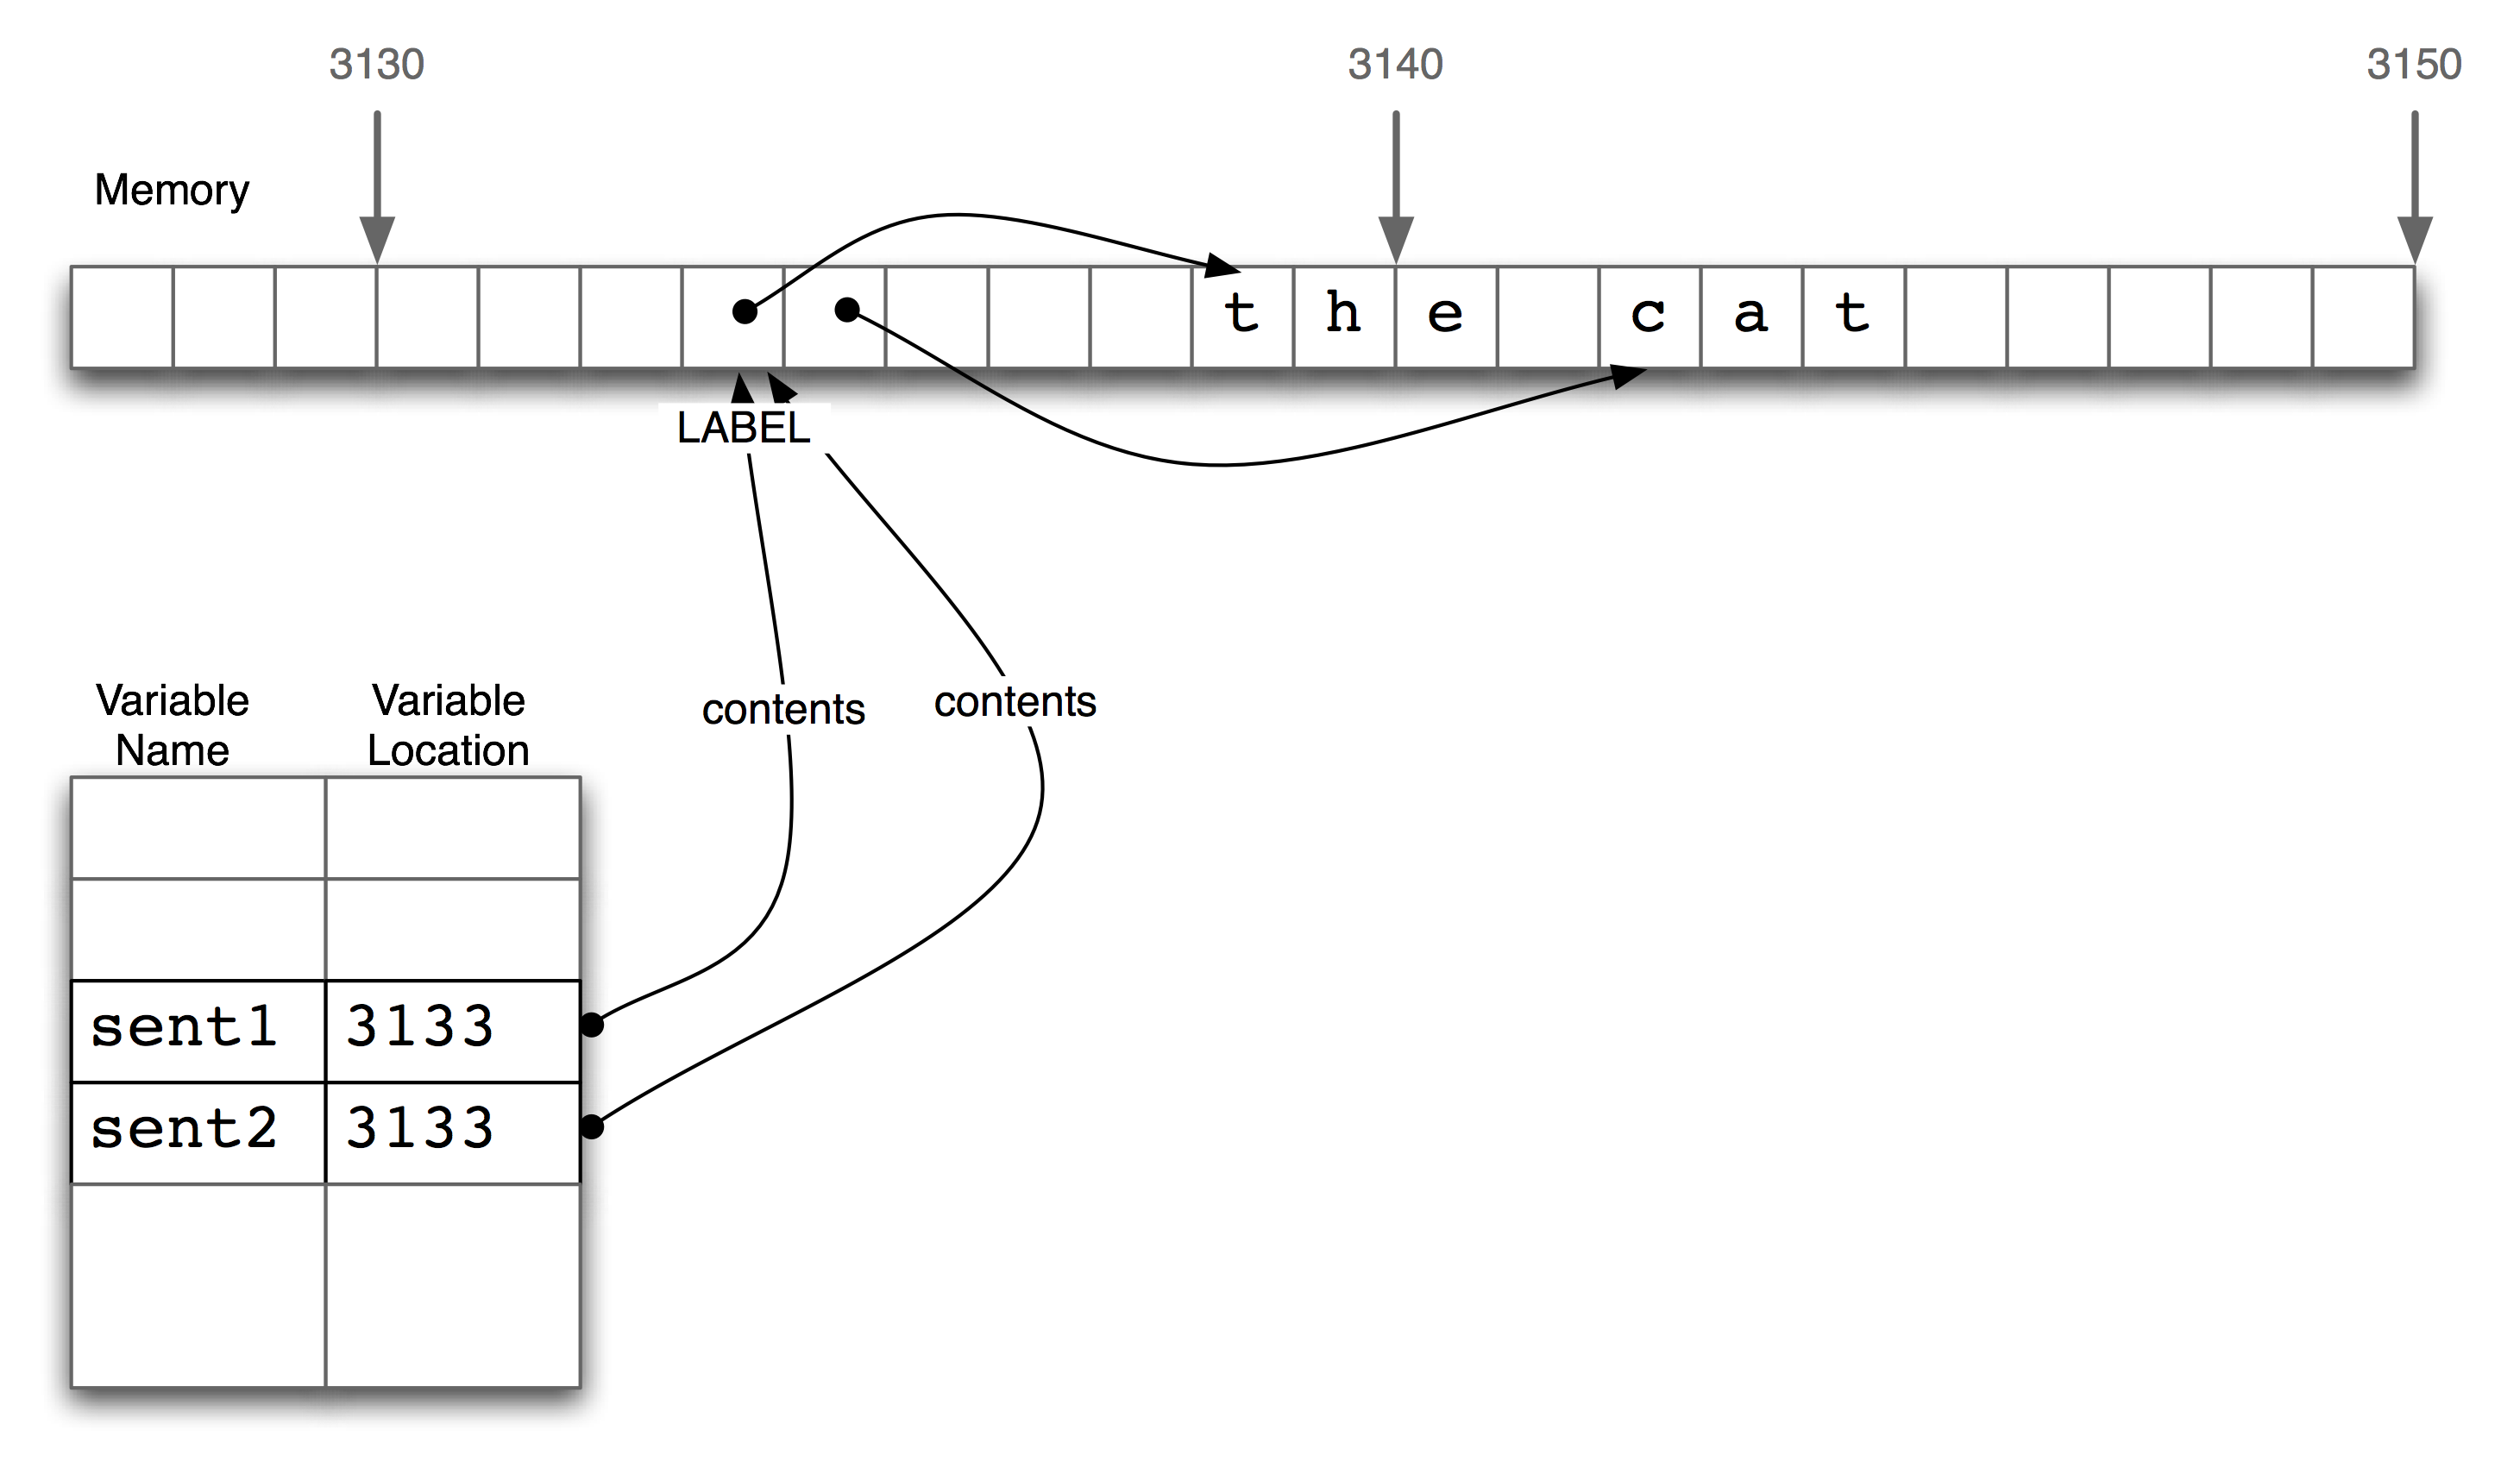 3130 3140 3150
Memory
t h e c a t
LABEL
contents contents
Variable Variable
Name Location
sent1 3133
sent2 3133